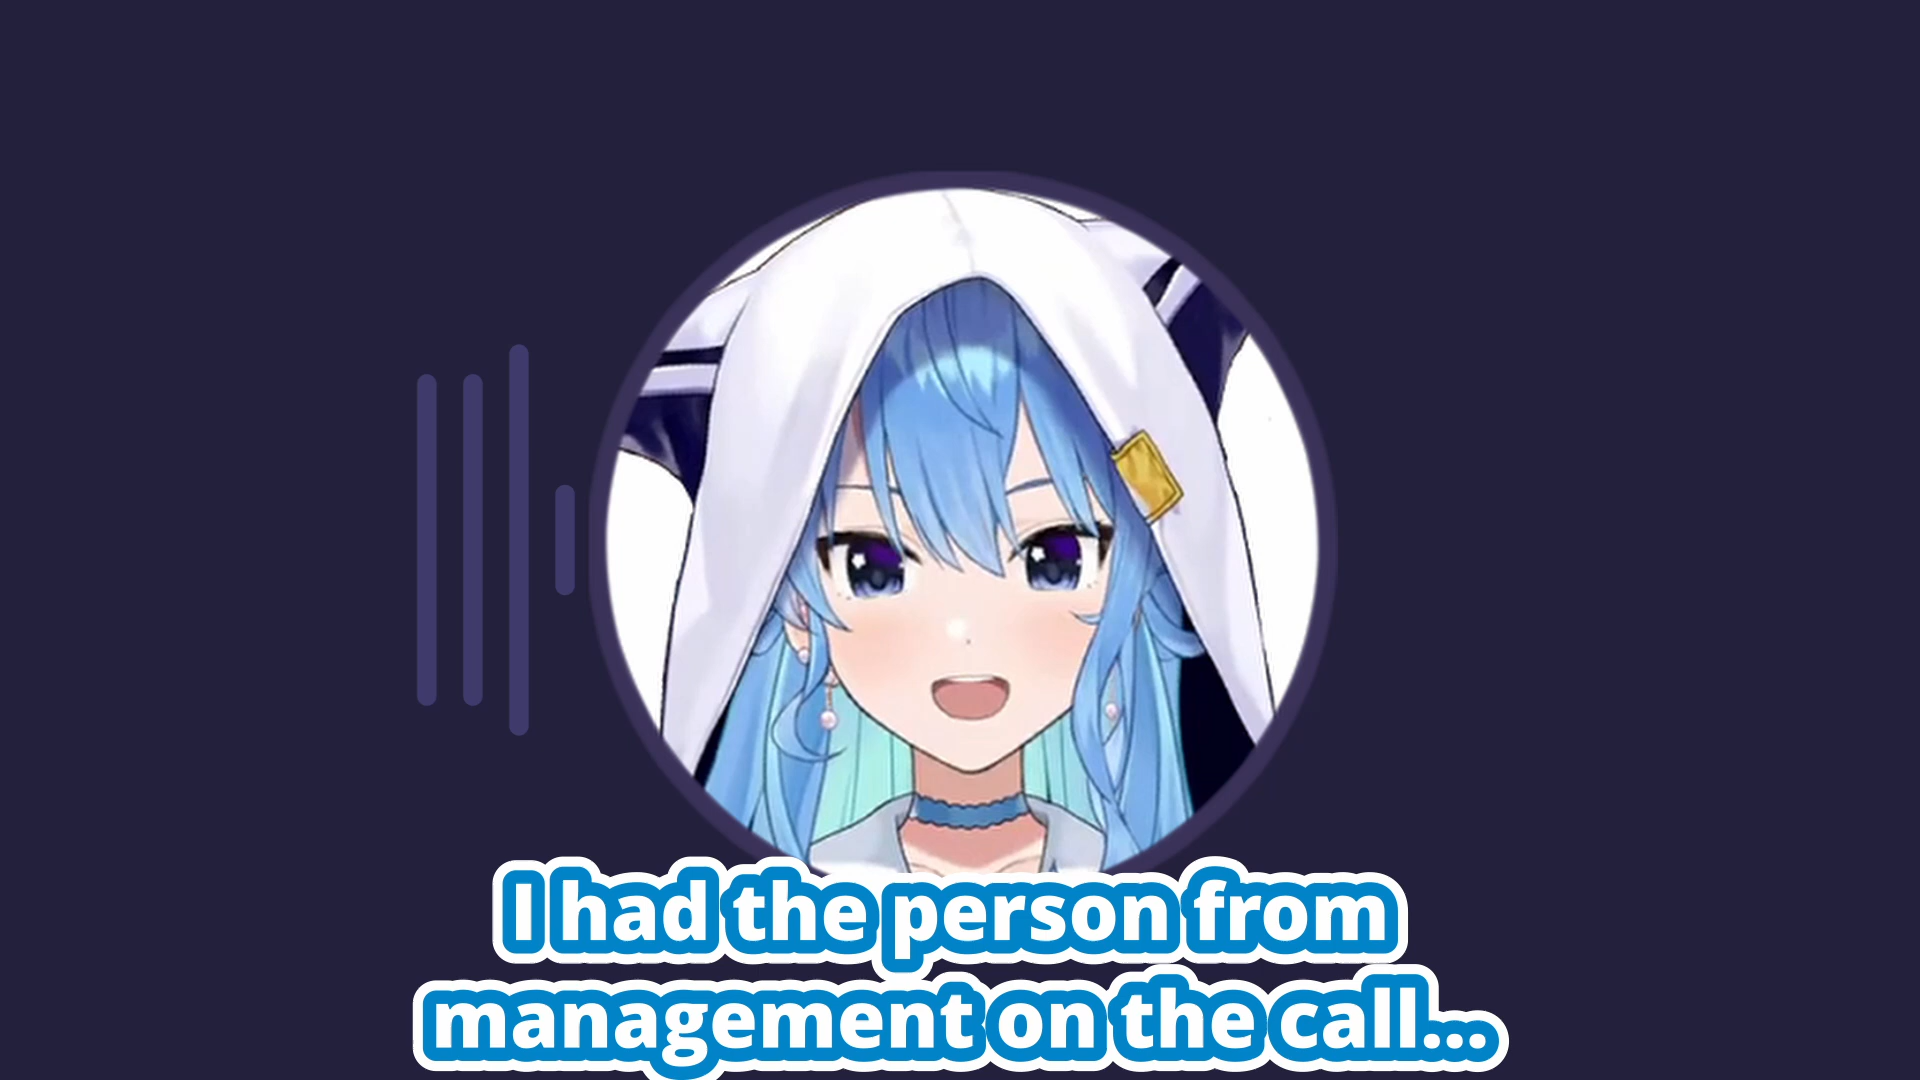 I had the person from
management on the call...